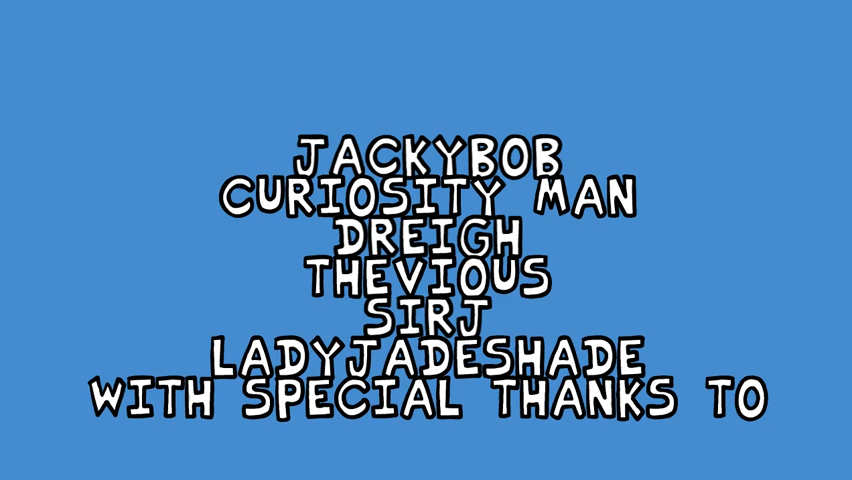 JACKYBOB
CURIOSITY MAN
DREIGH
THEVIOUS
SIRJ
LADYJADESHADE
WITH SPECIAL THANKS TO